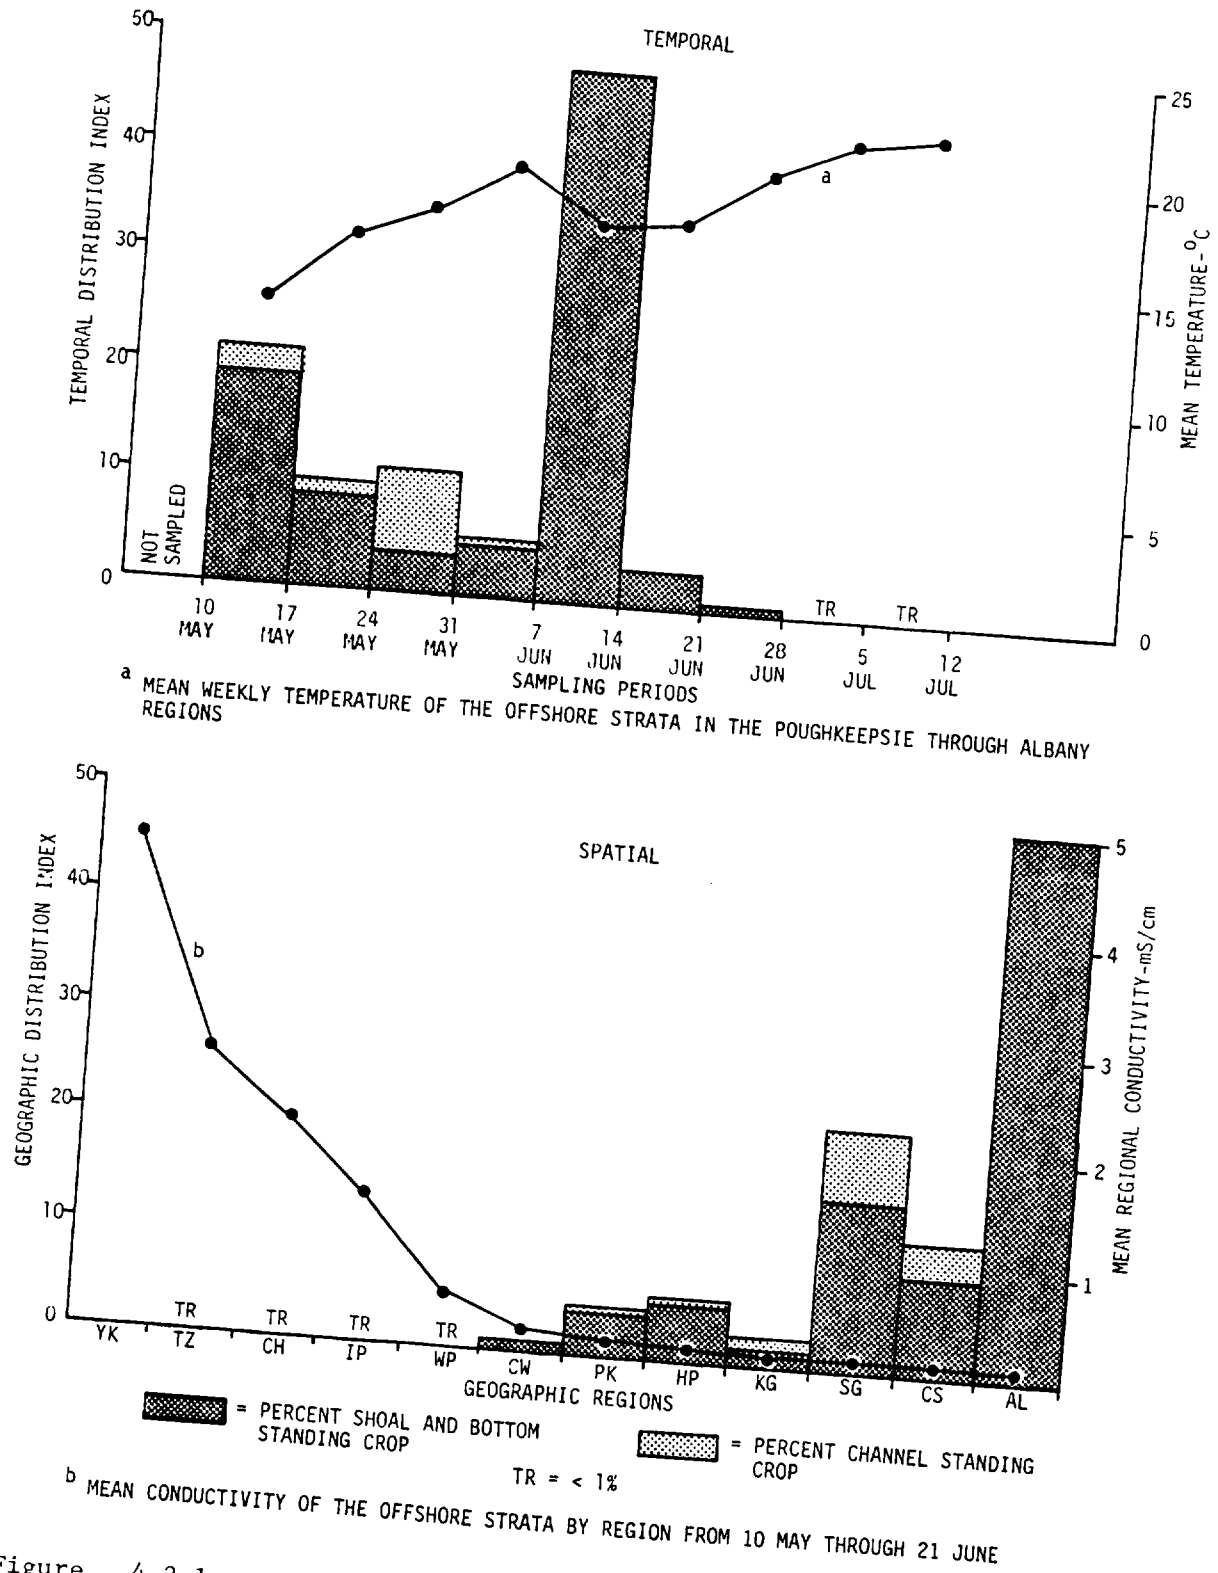 TEMPORAL
50
40
30
20
10
0
TEMPORAL DISTRIBUTION INDEX
25
20
15
10
5
0
MEAN TEMPERATURE-°C
a
NOT
SAMPLED
TR TR
10 17 24 31 7 14 21 28 5 12
MAY MAY MAY MAY JUN JUN JUN JUN JUL JUL
SAMPLING PERIODS
a MEAN WEEKLY TEMPERATURE OF THE OFFSHORE STRATA IN THE POUGHKEEPSIE THROUGH ALBANY
REGIONS
SPATIAL
50
40
30
20
10
0
GEOGRAPHIC DISTRIBUTION INDEX
5
4
3
2
1
MEAN REGIONAL CONDUCTIVITY-mS/cm
b
TR TR TR TR
YK TZ CH IP WP CW PK HP KG SG CS AL
GEOGRAPHIC REGIONS
= PERCENT SHOAL AND BOTTOM
STANDING CROP
= PERCENT CHANNEL STANDING
CROP
TR = < 1%
b MEAN CONDUCTIVITY OF THE OFFSHORE STRATA BY REGION FROM 10 MAY THROUGH 21 JUNE
Figure